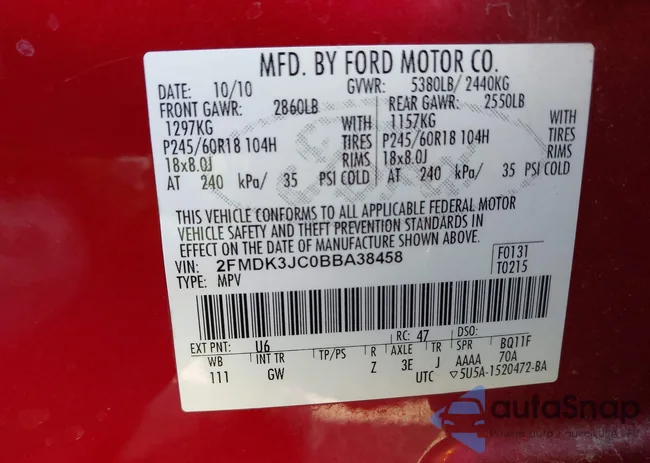 MFD. BY FORD MOTOR CO.
DATE: 10/10 GVWR: 5380LB/ 2440KG
FRONT GAWR: 2860LB REAR GAWR: 2550LB
1297KG WITH 1157KG WITH
P245/60R18 104H TIRES P245/60R18 104H TIRES
18x8.0J RIMS 18x8.0J RIMS
AT 240 kPa/ 35 PSI COLD AT 240 kPa/ 35 PSI COLD
THIS VEHICLE CONFORMS TO ALL APPLICABLE FEDERAL MOTOR
VEHICLE SAFETY AND THEFT PREVENTION STANDARDS IN
EFFECT ON THE DATE OF MANUFACTURE SHOWN ABOVE.
VIN: 2FMDK3JC0BBA38458 F0131
TYPE: MPV T0215
EXT PNT: U6 RC: 47 DSO:
WB INT TR TP/PS R AXLE TR SPR BQ11F
111 GW Z 3E J AAAA 70A
UTC 5U5A-1520472-BA
autoSnap